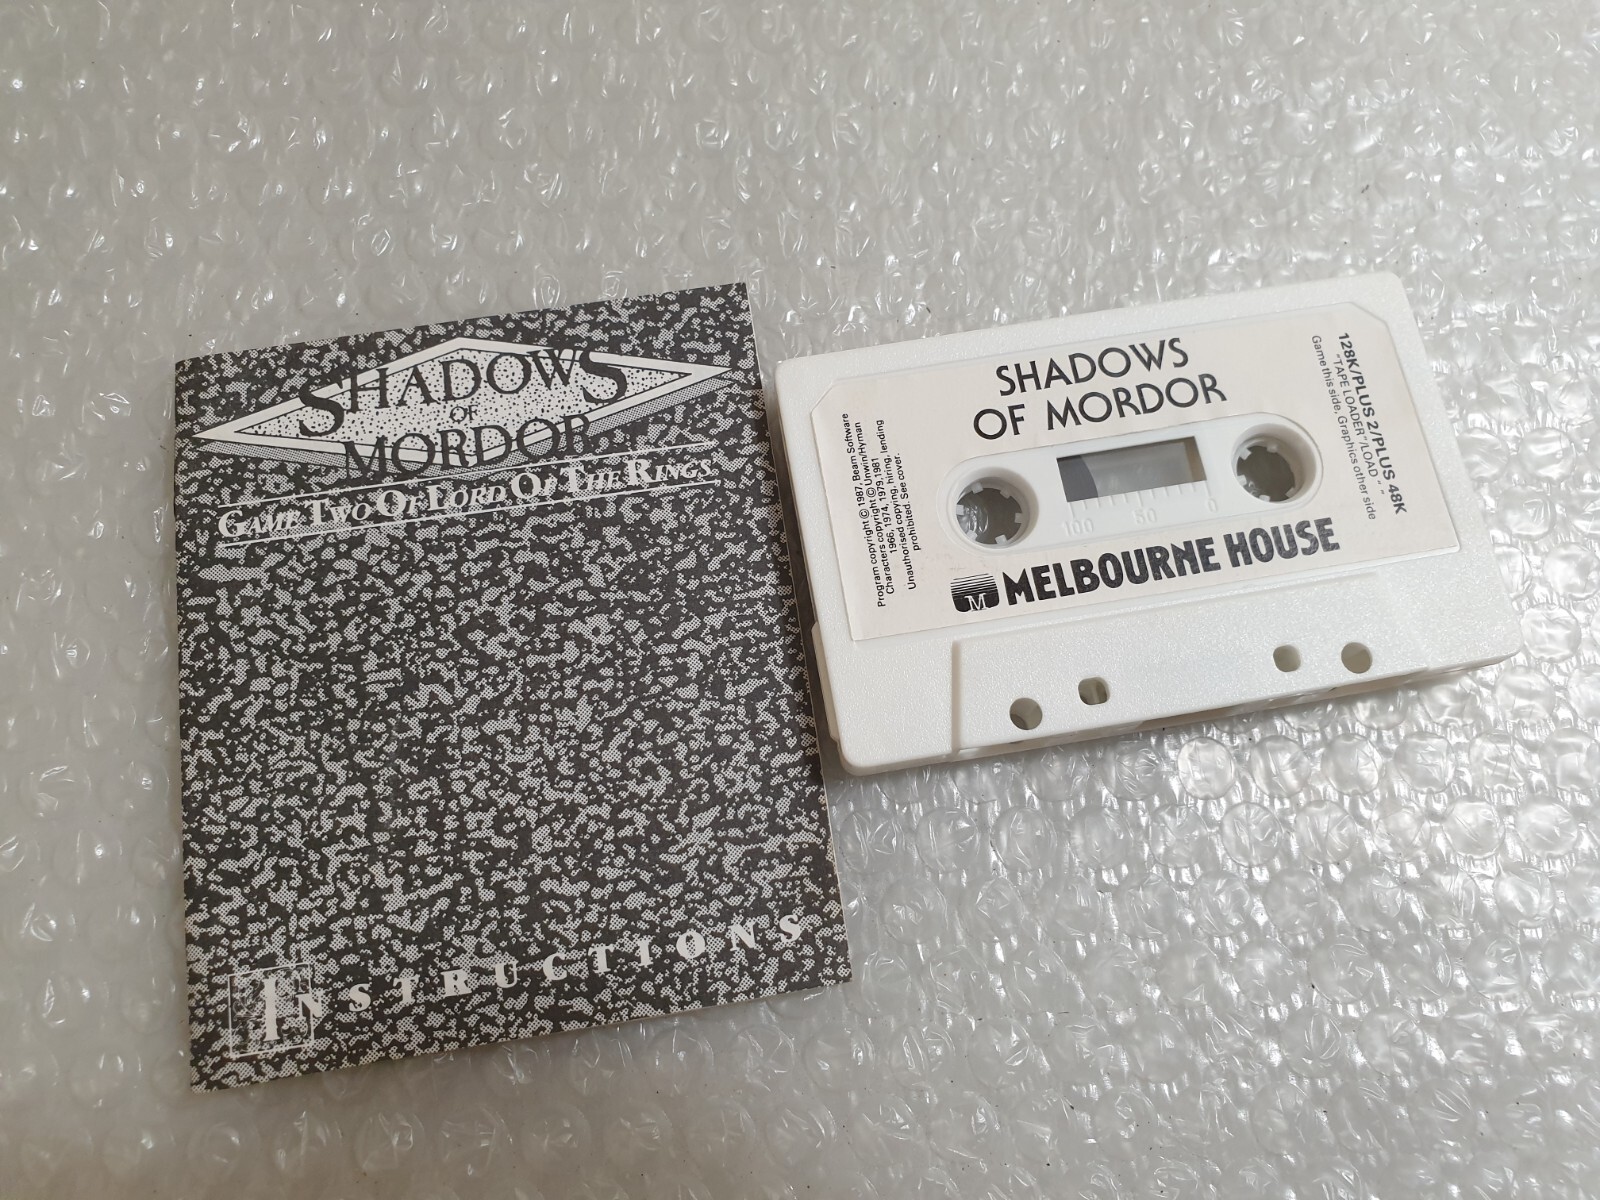 SHADOWS
OF
MORDOR
GAME TWO OF LORD OF THE RINGS
INSTRUCTIONS
SHADOWS
OF MORDOR
Program copyright © 1987, Beam Software
Characters copyright © Unwin/Hyman
1966, 1974, 1979, 1981
Unauthorised copying, hiring, lending
prohibited. See cover.
128K/PLUS 2/PLUS 48K
"TAPE LOADER"/LOAD " "
Game this side, Graphics other side
100 50 0
M MELBOURNE HOUSE